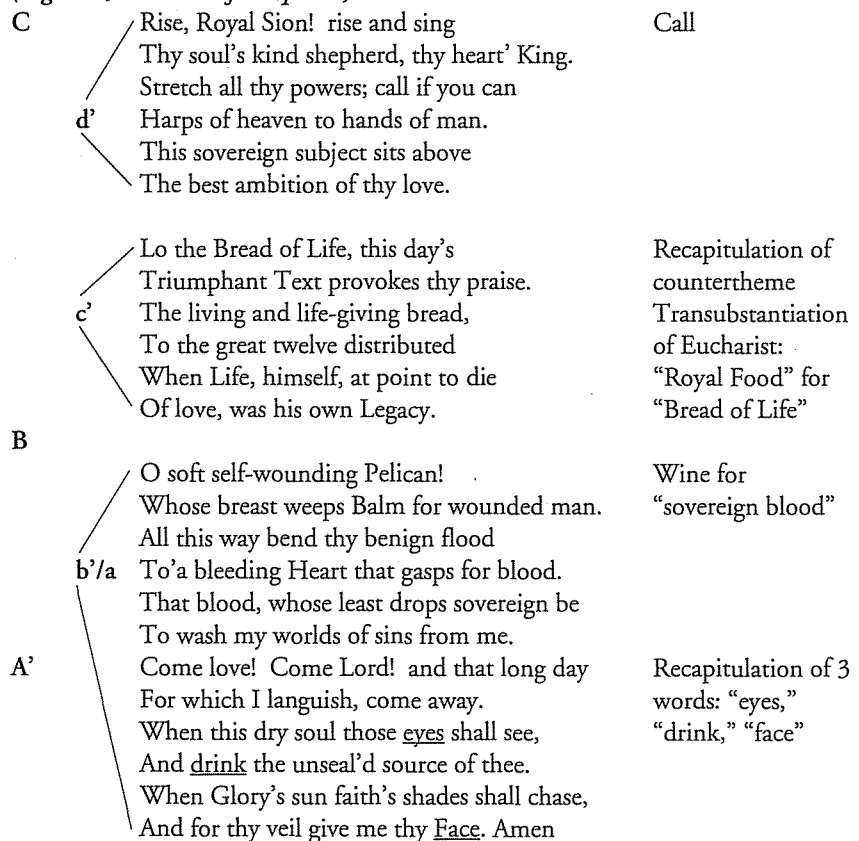 C Rise, Royal Sion! rise and sing Call
Thy soul's kind shepherd, thy heart' King.
Stretch all thy powers; call if you can
d' Harps of heaven to hands of man.
This sovereign subject sits above
The best ambition of thy love.
Lo the Bread of Life, this day's Recapitulation of
Triumphant Text provokes thy praise. countertheme
c' The living and life-giving bread, Transubstantiation
To the great twelve distributed of Eucharist:
When Life, himself, at point to die "Royal Food" for
Of love, was his own Legacy. "Bread of Life"
B
O soft self-wounding Pelican! Wine for
Whose breast weeps Balm for wounded man. "sovereign blood"
All this way bend thy benign flood
b'/a To'a bleeding Heart that gasps for blood.
That blood, whose least drops sovereign be
To wash my worlds of sins from me.
A' Come love! Come Lord! and that long day Recapitulation of 3
For which I languish, come away. words: "eyes,"
When this dry soul those eyes shall see, "drink," "face"
And drink the unseal'd source of thee.
When Glory's sun faith's shades shall chase,
And for thy veil give me thy Face. Amen